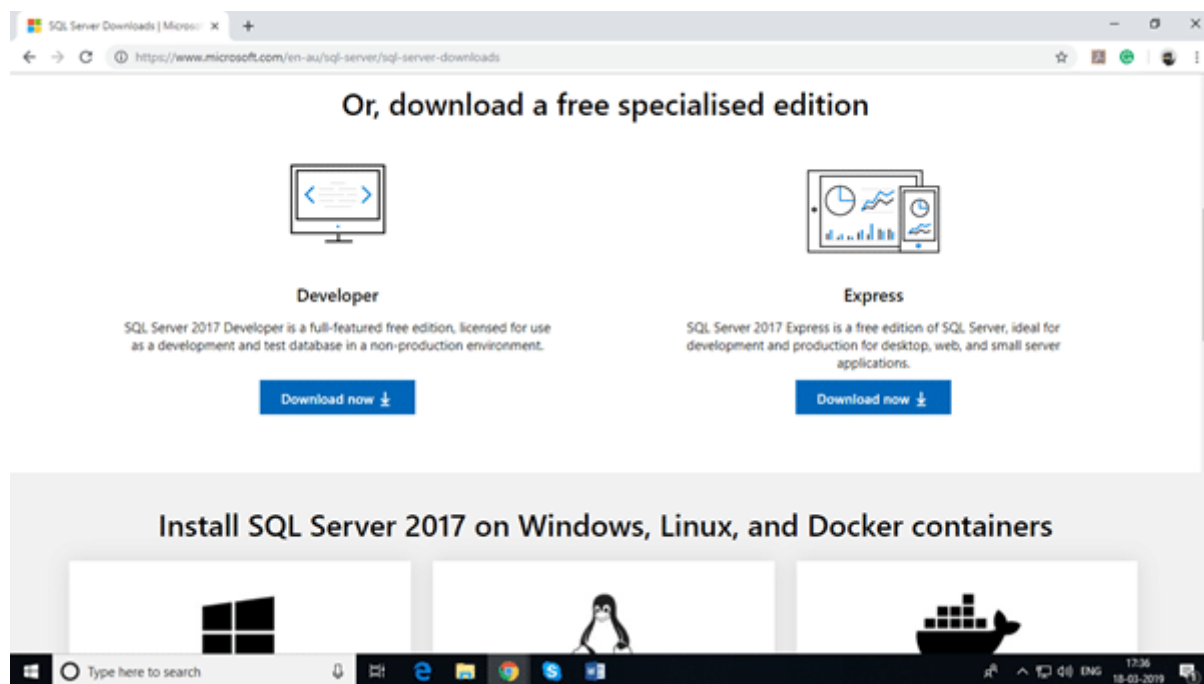 SQL Server Downloads | Microsof
https://www.microsoft.com/en-au/sql-server/sql-server-downloads
Or, download a free specialised edition
Developer
SQL Server 2017 Developer is a full-featured free edition, licensed for use
as a development and test database in a non-production environment.
Download now
Express
SQL Server 2017 Express is a free edition of SQL Server, ideal for
development and production for desktop, web, and small server
applications.
Download now
Install SQL Server 2017 on Windows, Linux, and Docker containers
Type here to search
ENG
17:36
18-03-2019